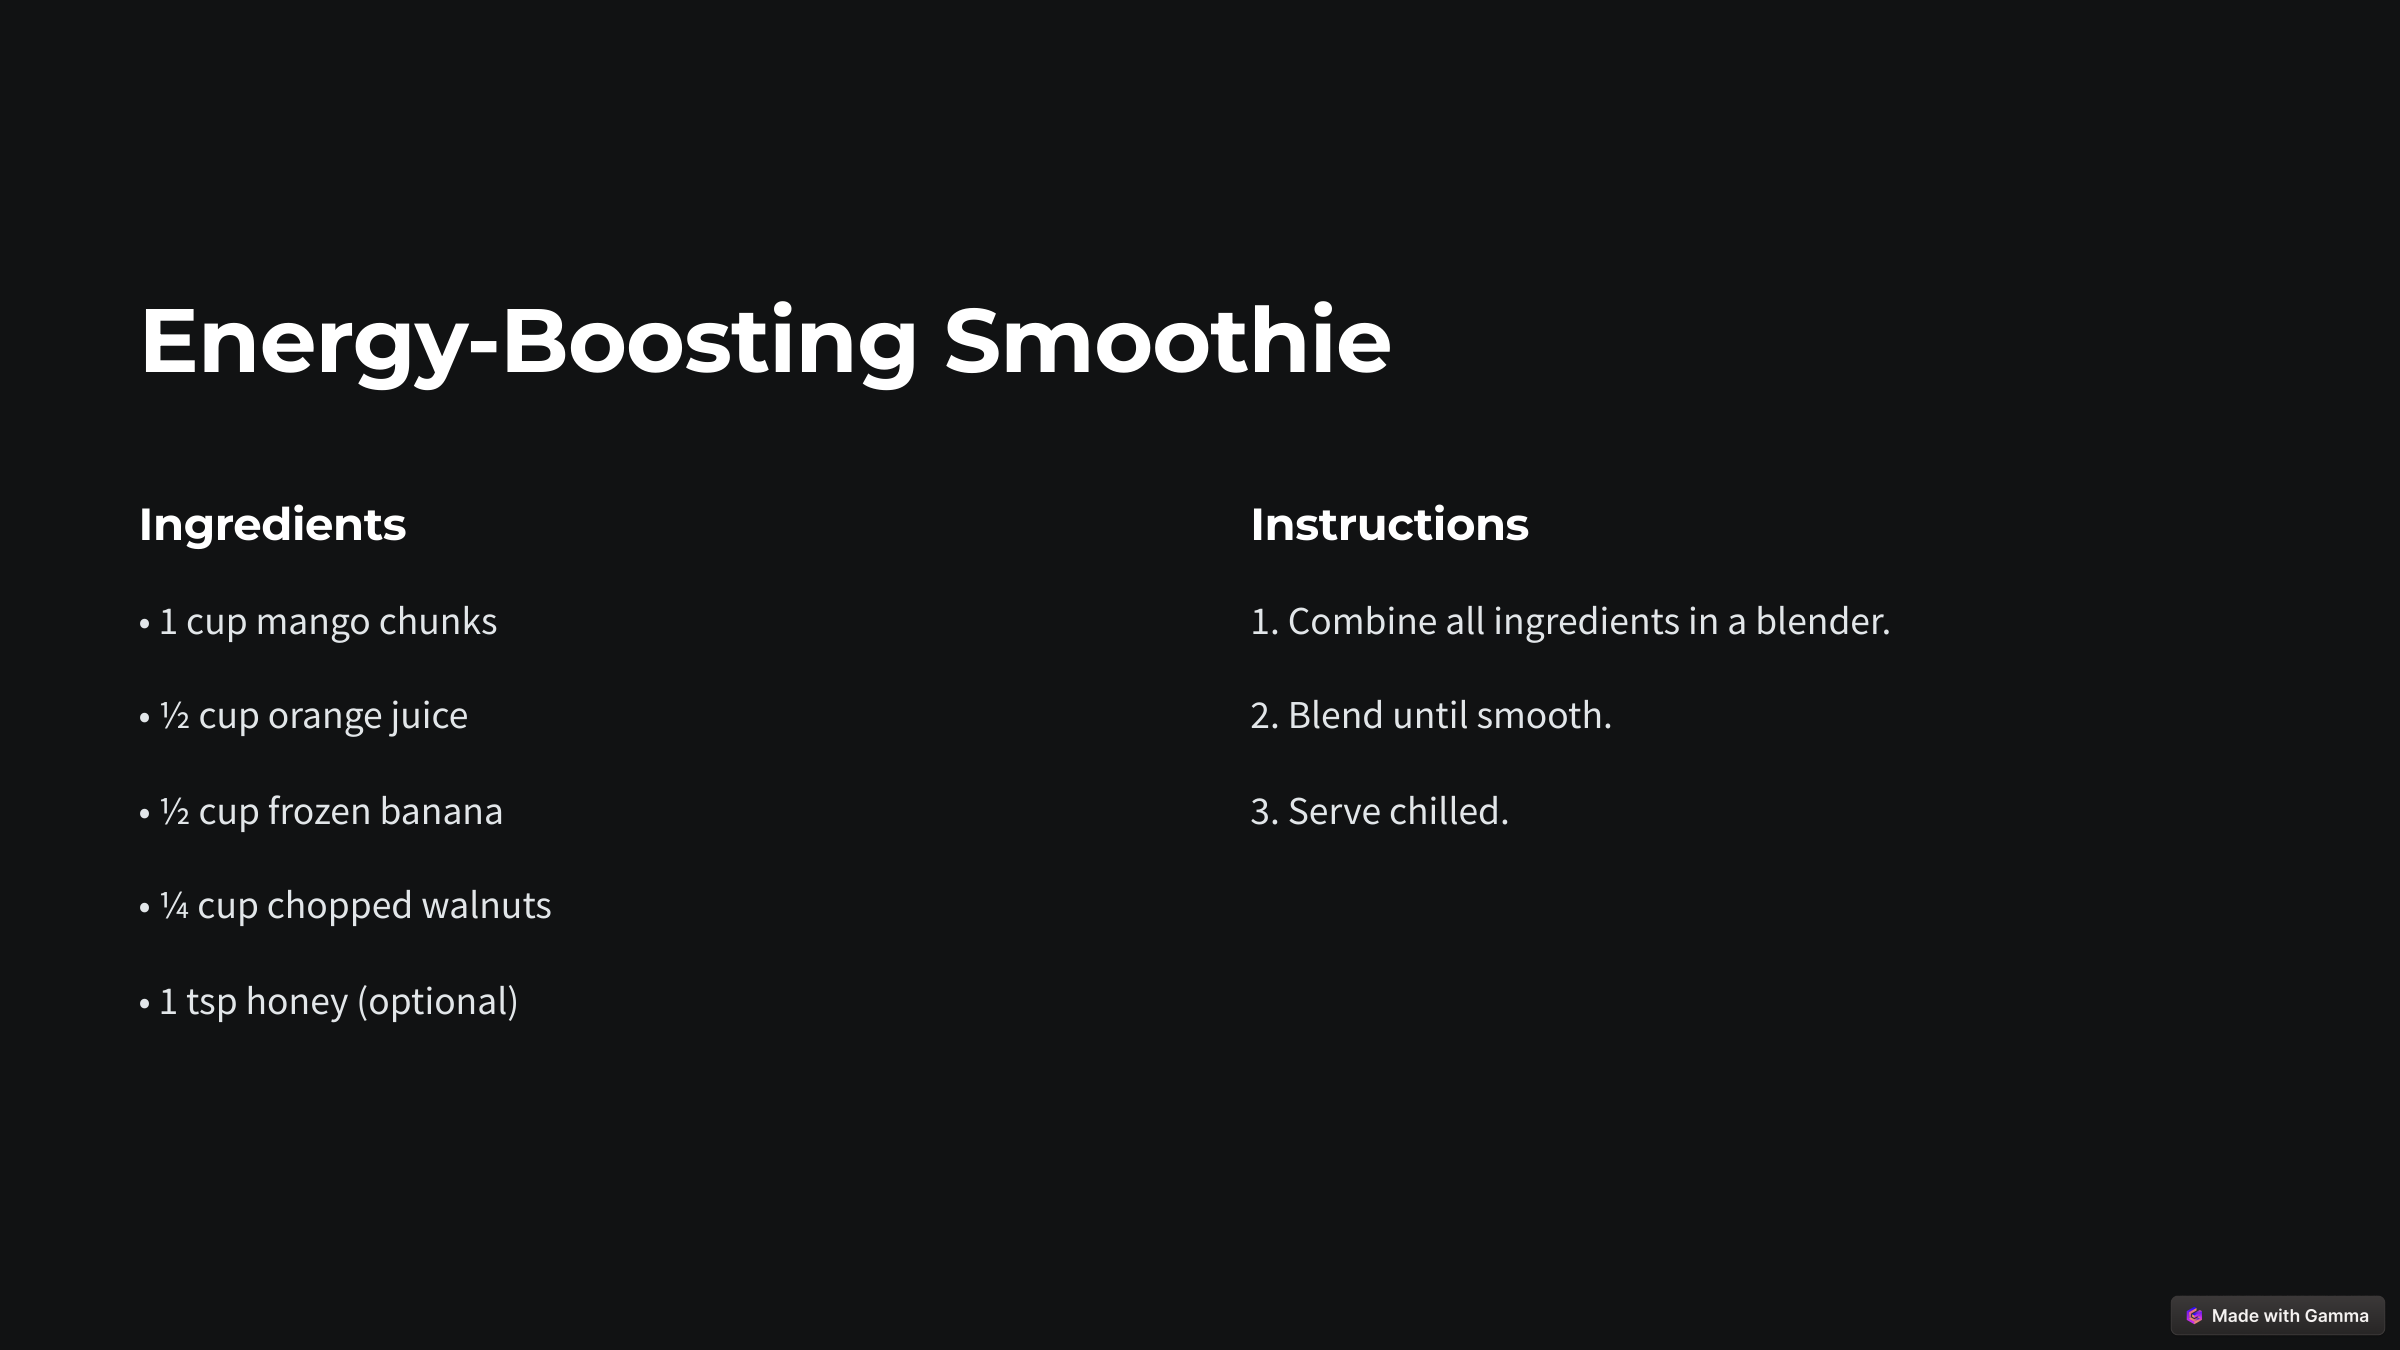 Energy-Boosting Smoothie
Ingredients
• 1 cup mango chunks
• ½ cup orange juice
• ½ cup frozen banana
• ¼ cup chopped walnuts
• 1 tsp honey (optional)
Instructions
1. Combine all ingredients in a blender.
2. Blend until smooth.
3. Serve chilled.
Made with Gamma